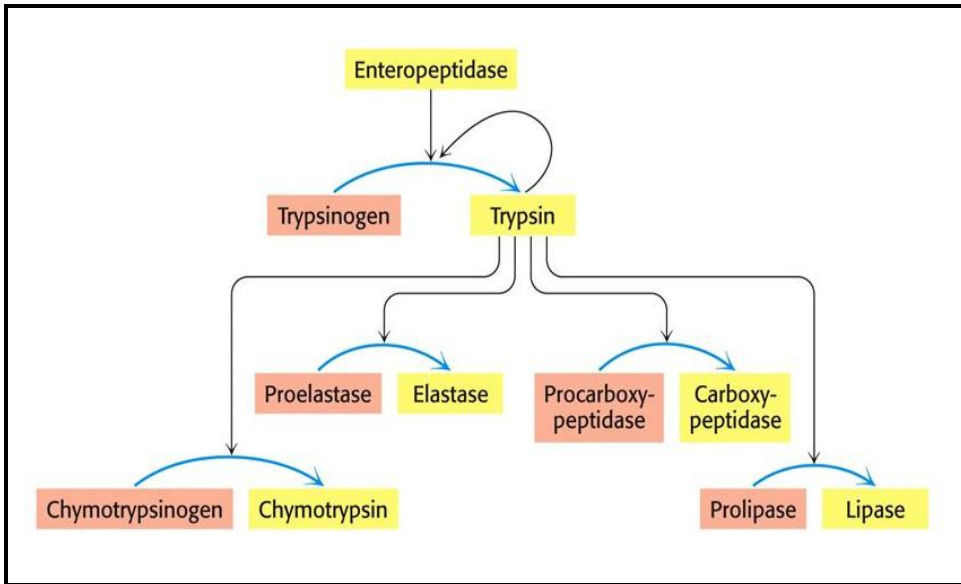 Enteropeptidase
Trypsinogen
Trypsin
Proelastase
Elastase
Procarboxy-
peptidase
Carboxy-
peptidase
Chymotrypsinogen
Chymotrypsin
Prolipase
Lipase